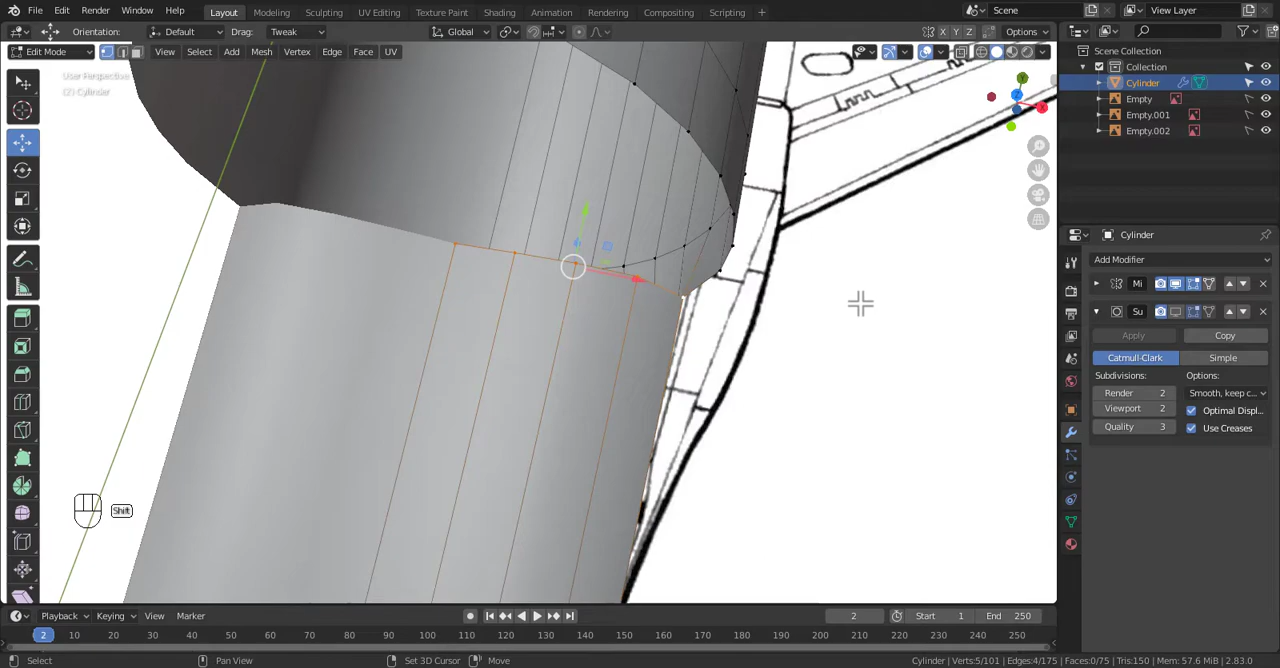 File Edit Render Window Help
Layout Modeling Sculpting UV Editing Texture Paint Shading Animation Rendering Compositing Scripting +
Scene
View Layer
Orientation: Default Drag: Tweak
Global
X Y Z
Options
Edit Mode View Select Add Mesh Vertex Edge Face UV
User Perspective
(2) Cylinder
Scene Collection
Collection
Cylinder
Empty
Empty.001
Empty.002
Cylinder
Add Modifier
Mi
Su
Apply Copy
Catmull-Clark Simple
Subdivisions: Options:
Render 2 Smooth, keep c...
Viewport 2 Optimal Displ...
Quality 3 Use Creases
Y
Z
X
Shift
Playback Keying View Marker
2 Start 1 End 250
2 10 20 30 40 50 60 70 80 90 100 110 120 130 140 150 160 170 180 190 200 210 220 230 240 250
Select Pan View Set 3D Cursor Move Cylinder | Verts:5/101 | Edges:4/175 | Faces:0/75 | Tris:150 | Mem: 57.6 MiB | 2.83.0